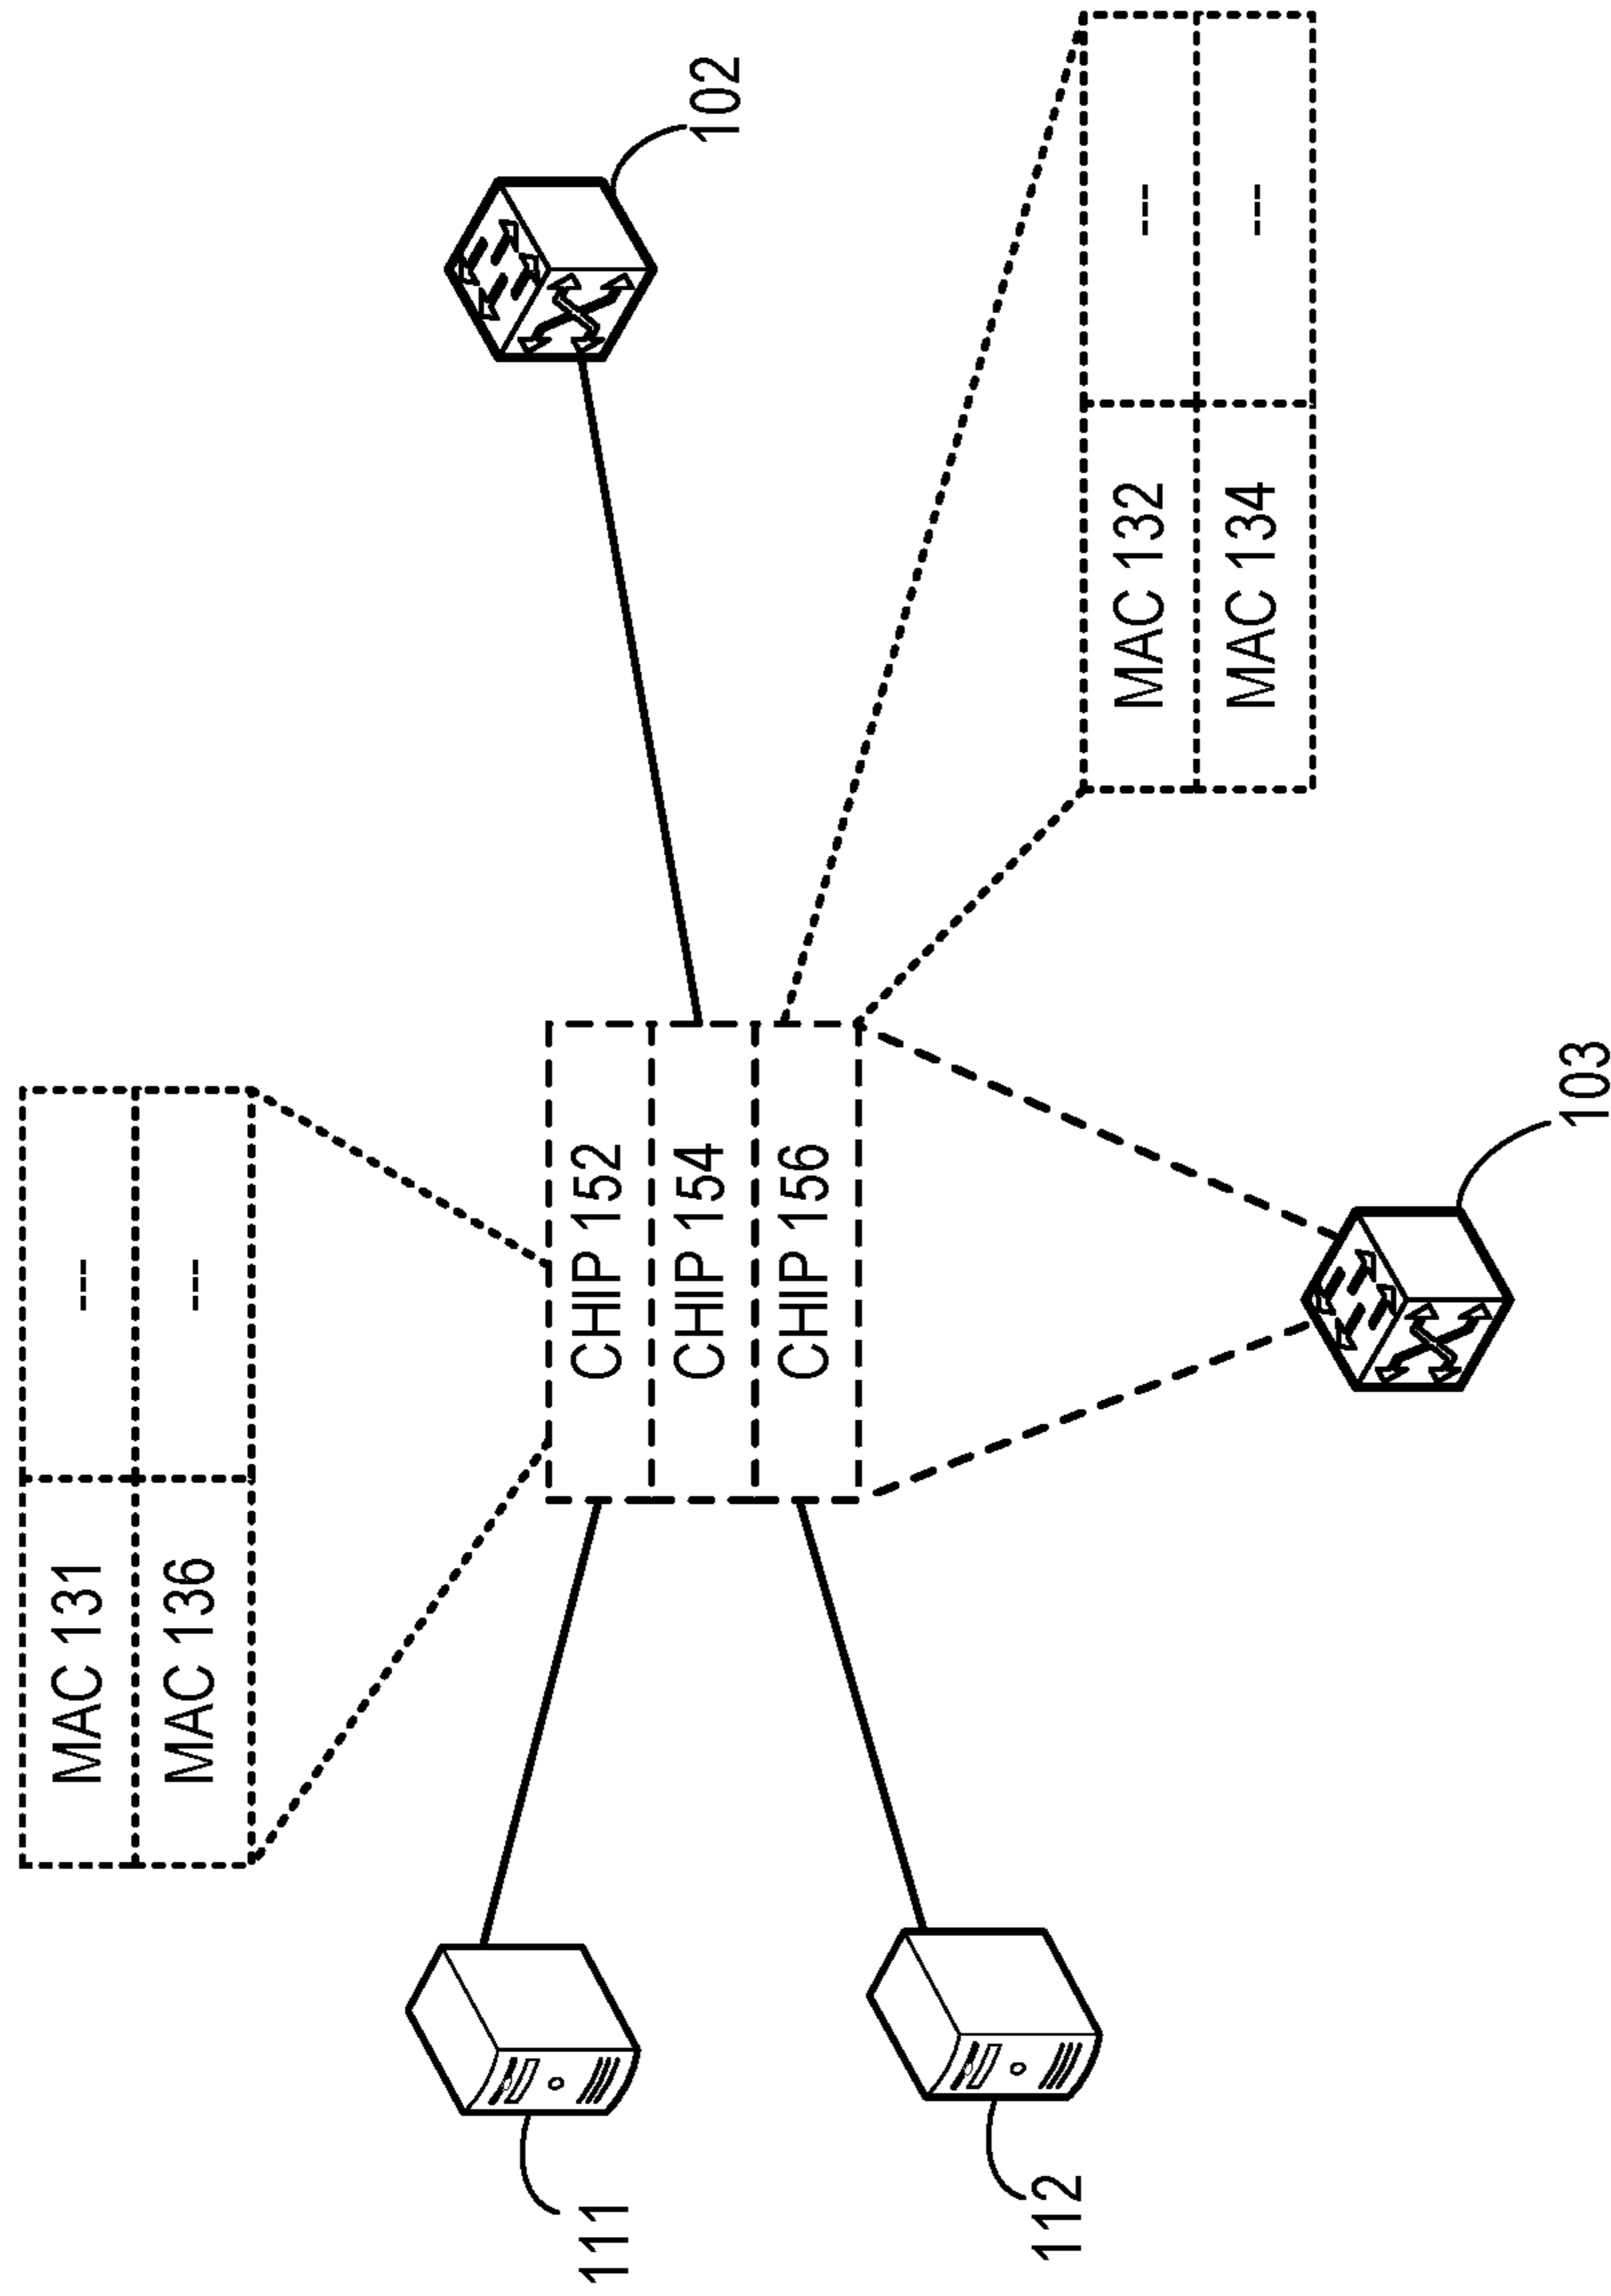 MAC 131 ---
MAC 136 ---
102
111
CHIP 152
CHIP 154
CHIP 156
112
MAC 132 ---
MAC 134 ---
103